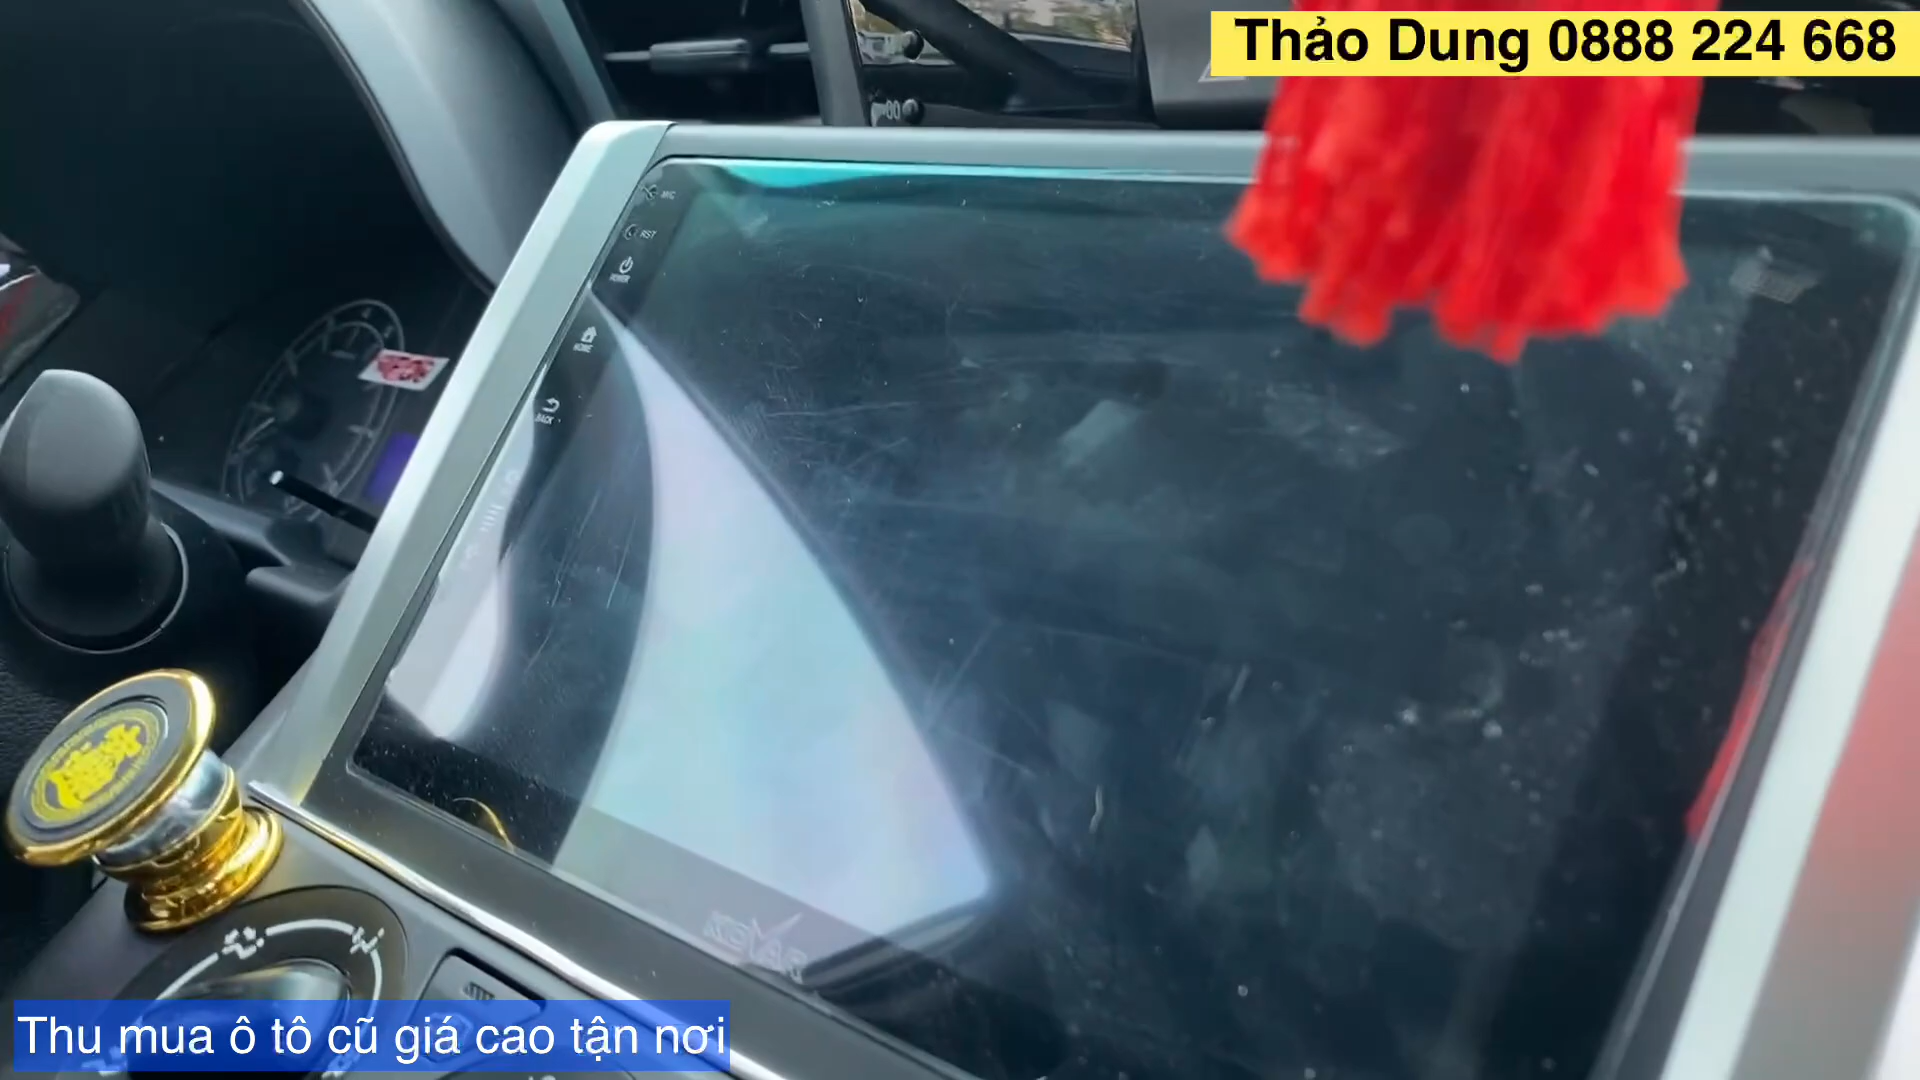 Thảo Dung 0888 224 668
MIC
RST
POWER
HOME
BACK
Thu mua ô tô cũ giá cao tận nơi